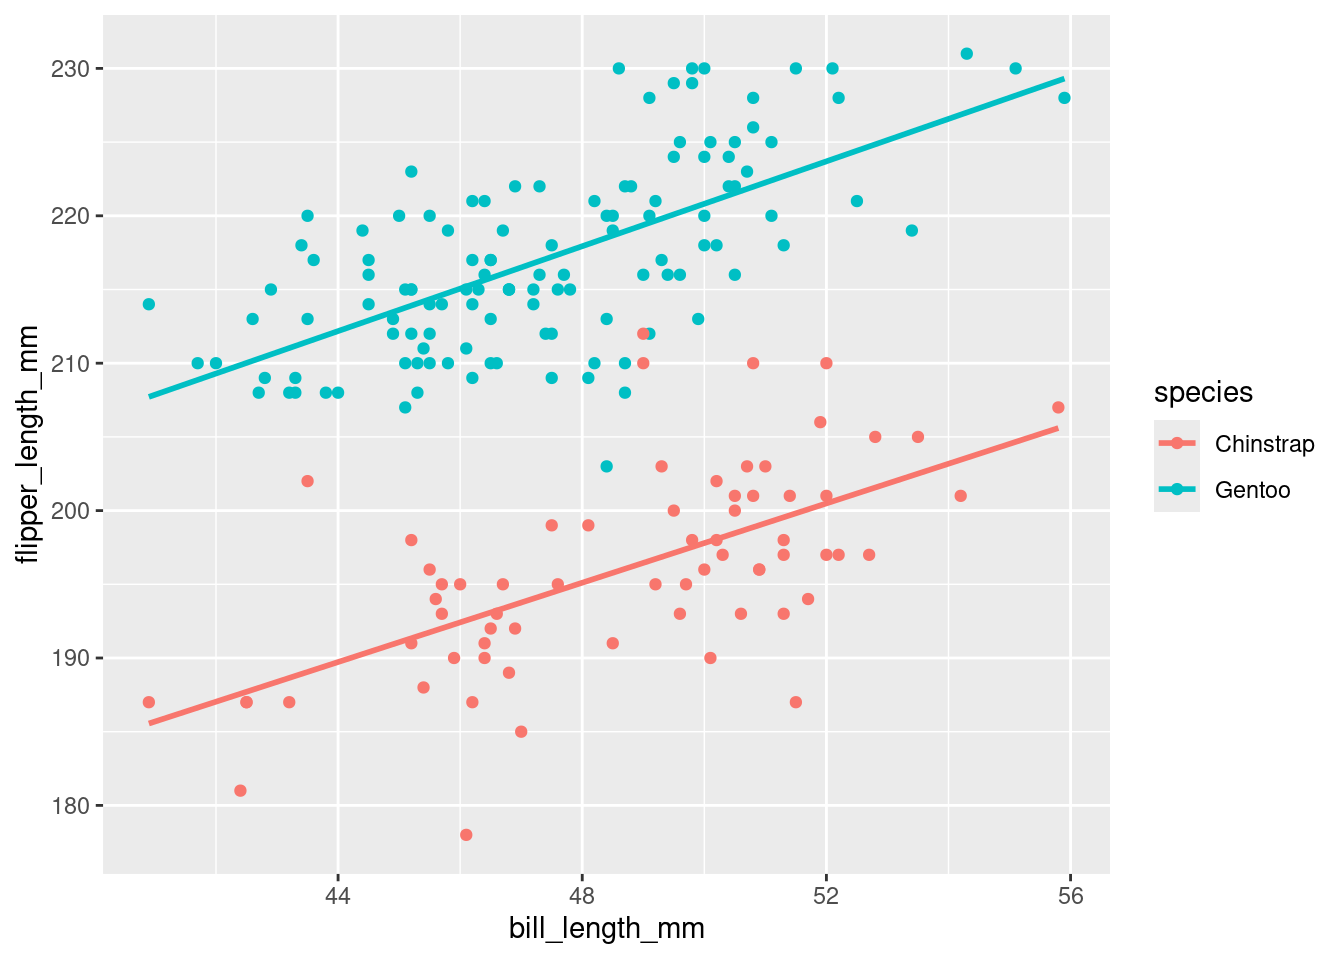 flipper_length_mm
230
220
210
200
190
180
44
48
52
56
bill_length_mm
species
Chinstrap
Gentoo